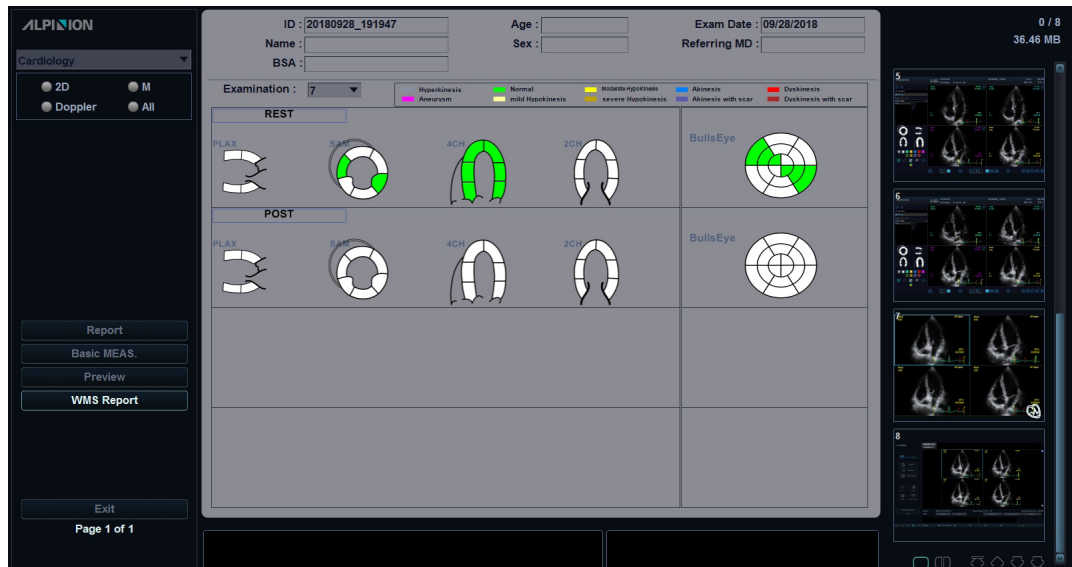 ALPINION
Cardiology
2D
M
Doppler
All
Report
Basic MEAS.
Preview
WMS Report
Exit
Page 1 of 1
ID : 20180928_191947
Age :
Exam Date : 09/28/2018
Name :
Sex :
Referring MD :
BSA :
Examination : 7
Hyperkinesis
Normal
Moderate Hypokinesis
Akinesis
Dyskinesis
Aneurysm
mild Hypokinesis
severe Hypokinesis
Akinesis with scar
Dyskinesis with scar
REST
PLAX
SAM
4CH
2CH
BullsEye
POST
PLAX
SAM
4CH
2CH
BullsEye
0 / 8
36.46 MB
5
6
7
8